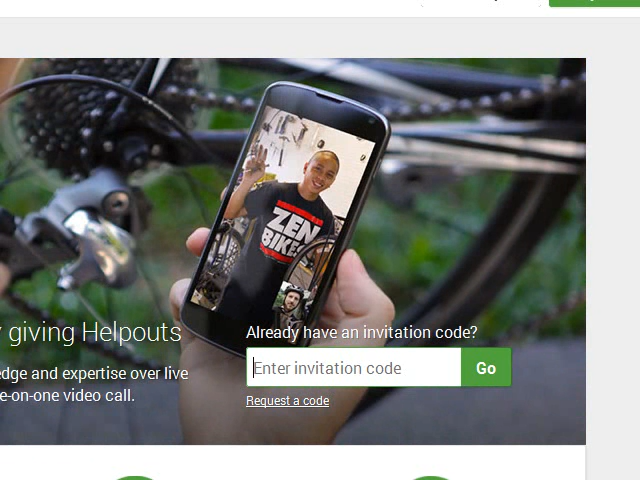 ZEN
BIKES
giving Helpouts
Already have an invitation code?
edge and expertise over live
Enter invitation code
Go
e-on-one video call.
Request a code